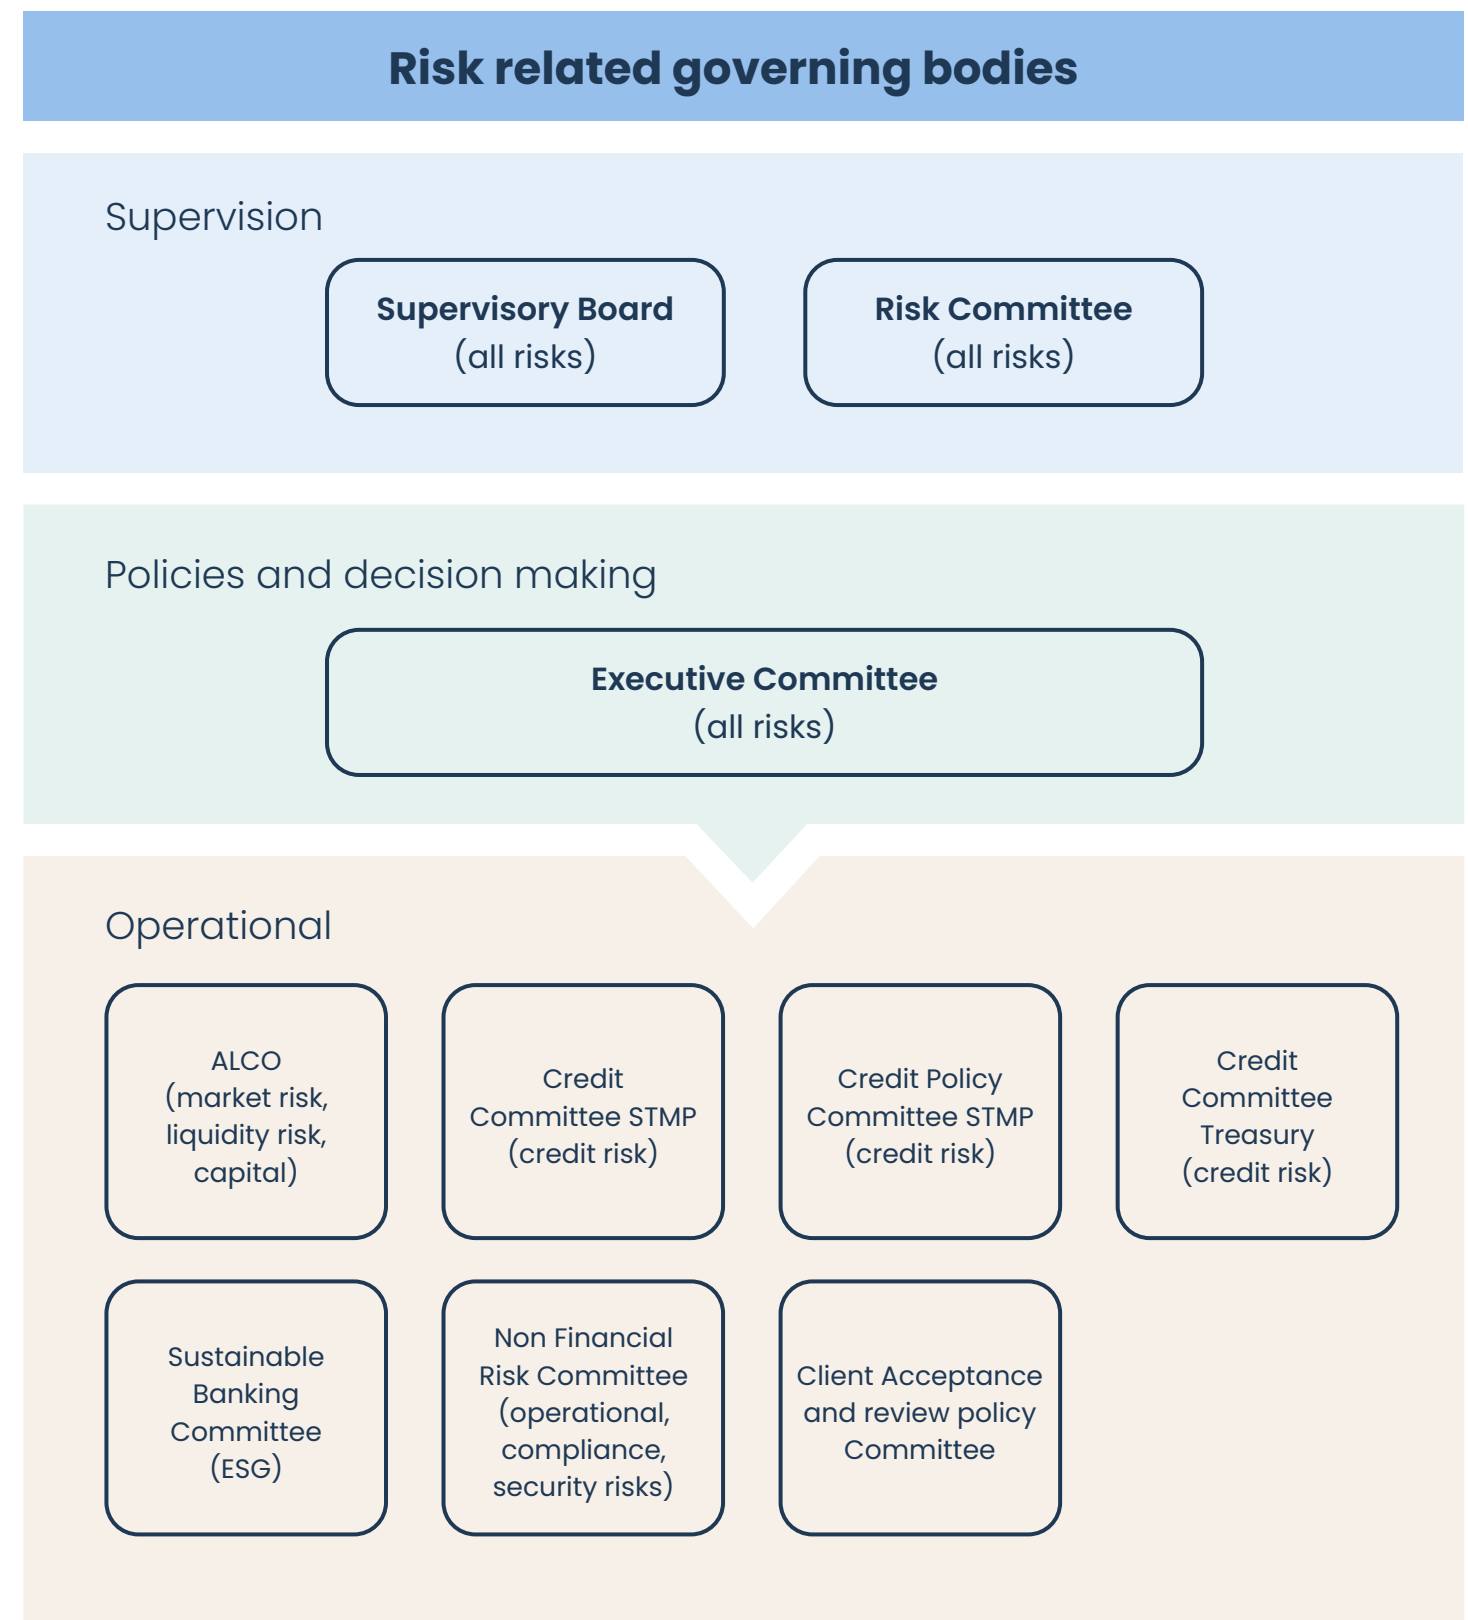 Risk related governing bodies
Supervision
Supervisory Board
(all risks)
Risk Committee
(all risks)
Policies and decision making
Executive Committee
(all risks)
Operational
ALCO
(market risk,
liquidity risk,
capital)
Credit
Committee STMP
(credit risk)
Credit Policy
Committee STMP
(credit risk)
Credit
Committee
Treasury
(credit risk)
Sustainable
Banking
Committee
(ESG)
Non Financial
Risk Committee
(operational,
compliance,
security risks)
Client Acceptance
and review policy
Committee